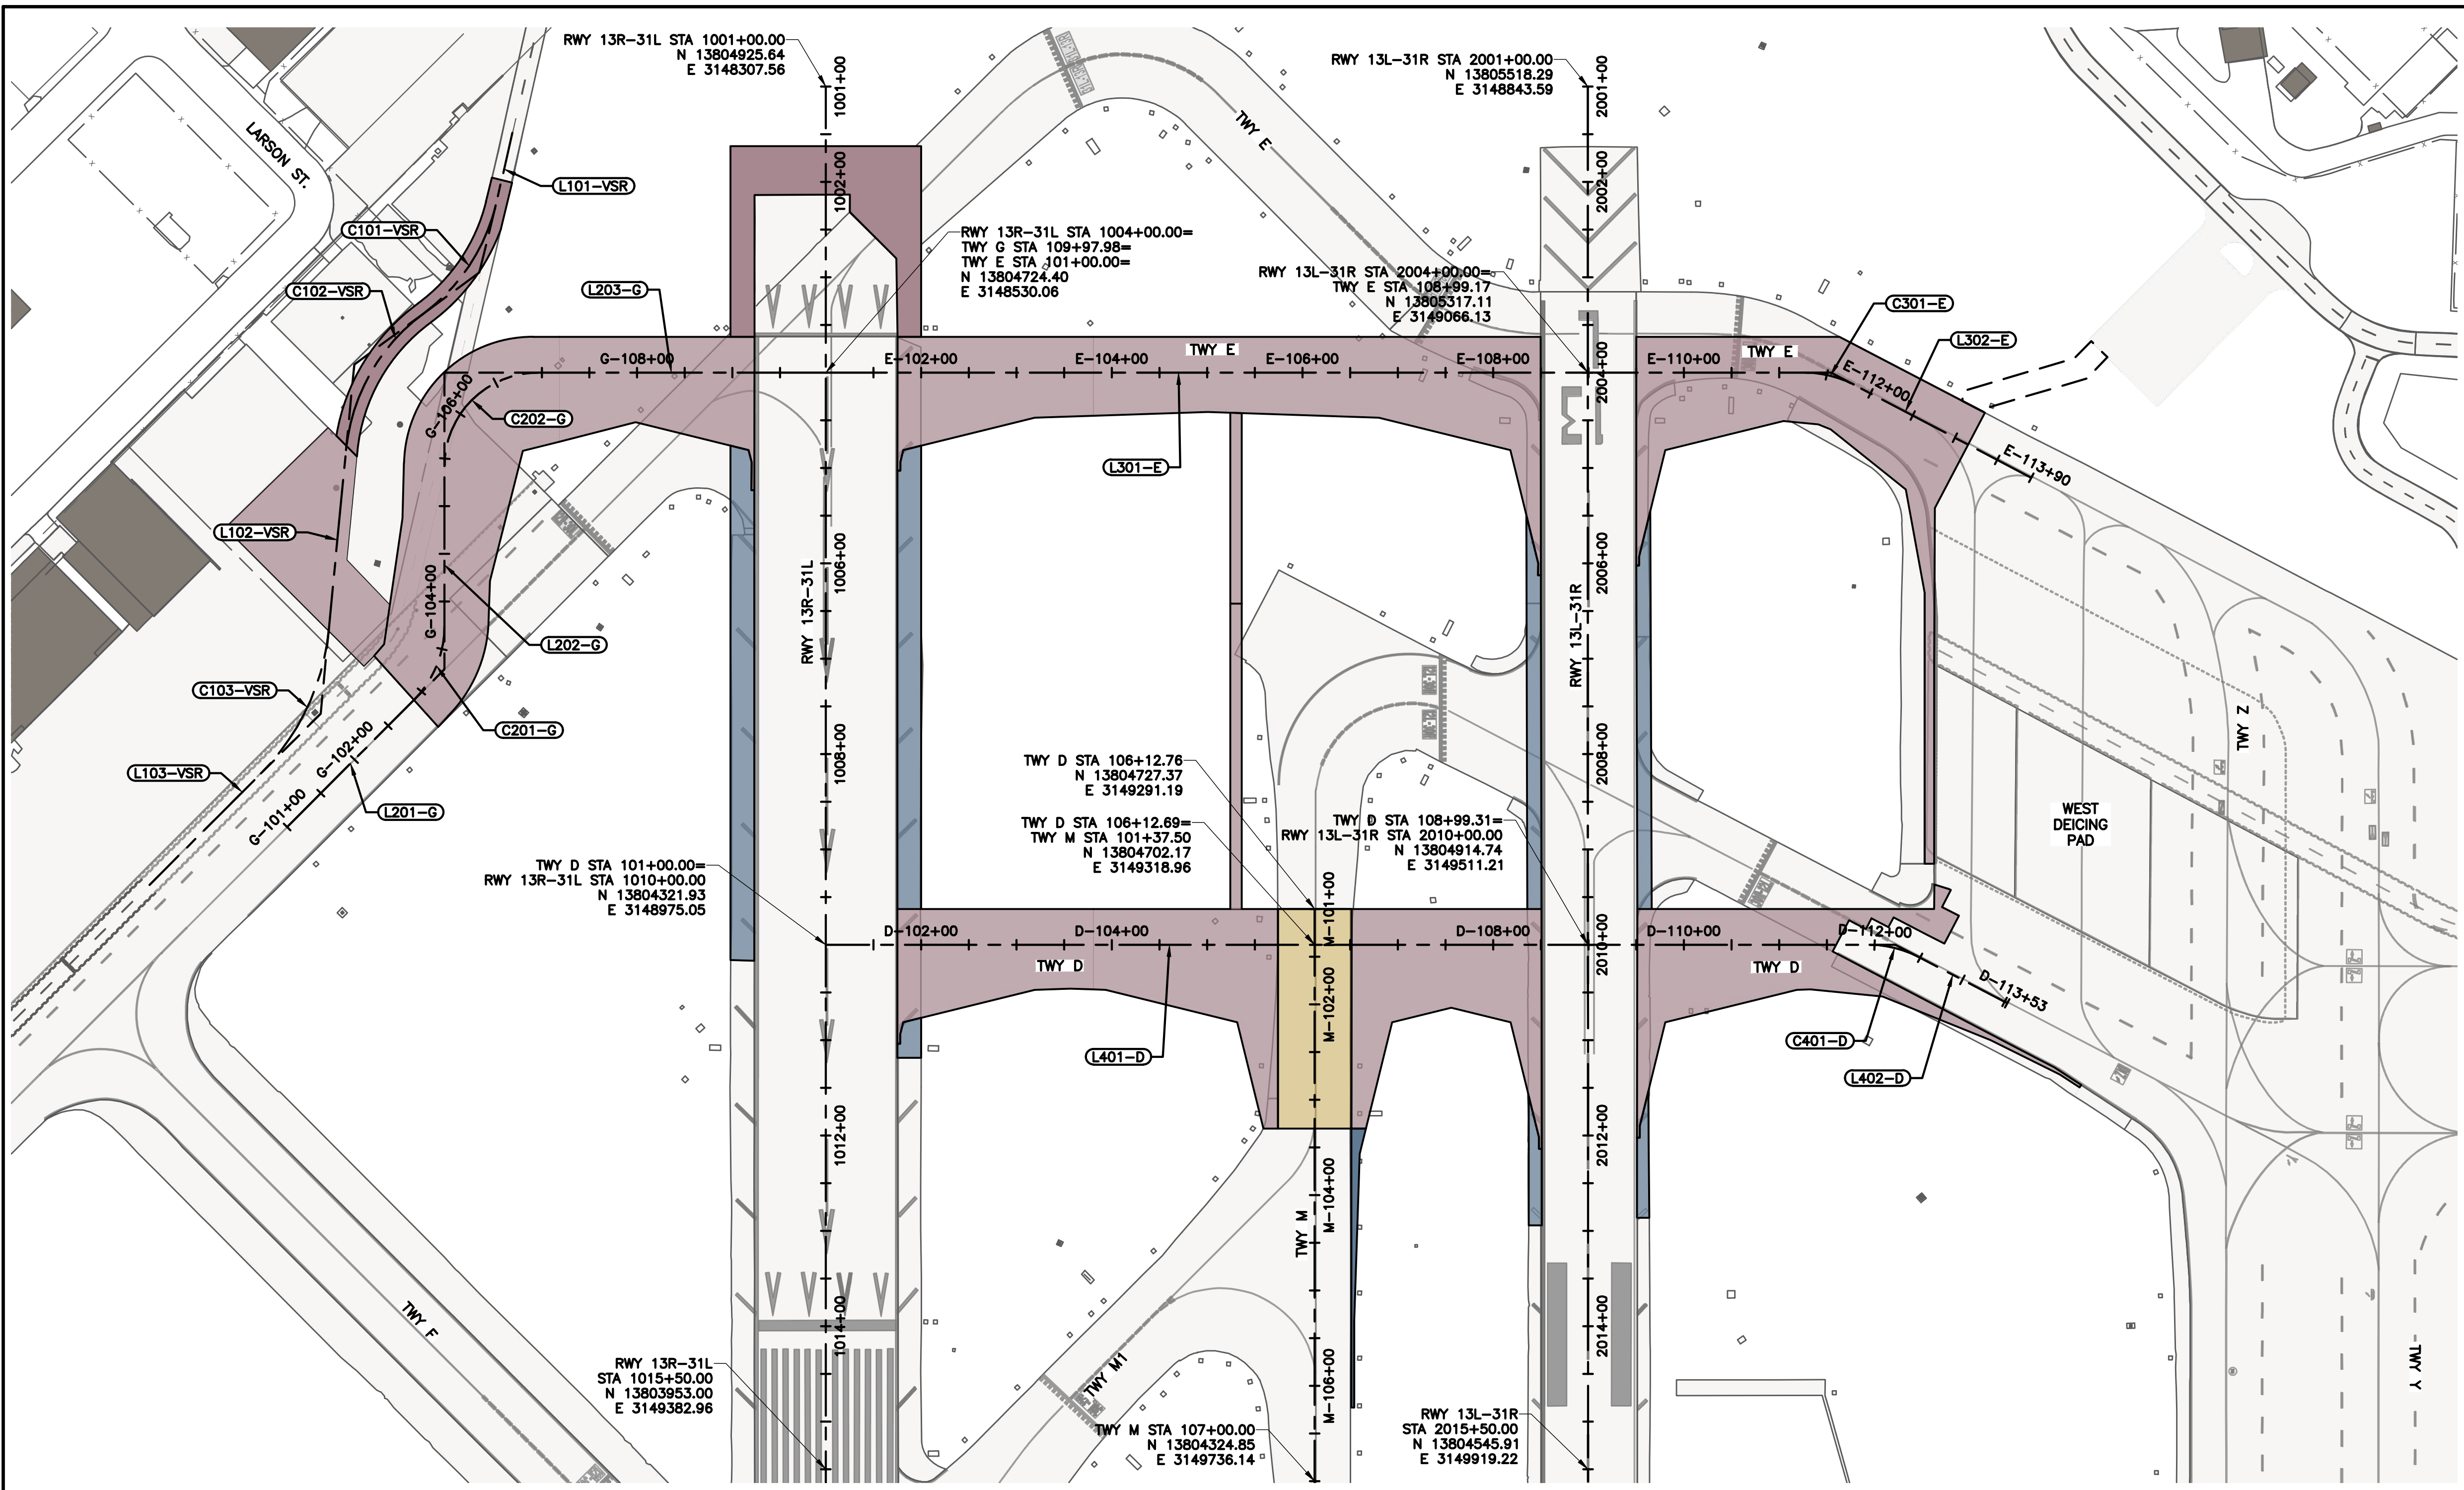 RWY 13R-31L STA 1001+00.00
N 13804925.64
E 3148307.56
1001+00
RWY 13L-31R STA 2001+00.00
N 13805518.29
E 3148843.59
2001+00
LARSON ST.
TWY E
L101-VSR
1002+00
2002+00
C101-VSR
RWY 13R-31L STA 1004+00.00=
TWY G STA 109+97.98=
TWY E STA 101+00.00=
N 13804724.40
E 3148530.06
RWY 13L-31R STA 2004+00.00=
TWY E STA 108+99.17
N 13805317.11
E 3149066.13
C102-VSR
L203-G
C301-E
L302-E
G-108+00
E-102+00
E-104+00
TWY E
E-106+00
E-108+00
2004+00
E-110+00
TWY E
E-112+00
G-106+00
C202-G
L301-E
E-113+90
L102-VSR
G-104+00
RWY 13R-31L
1006+00
RWY 13L-31R
2006+00
L202-G
C103-VSR
C201-G
G-102+00
L103-VSR
G-101+00
L201-G
1008+00
2008+00
TWY Z
TWY D STA 106+12.76
N 13804727.37
E 3149291.19
WEST
DEICING
PAD
TWY D STA 106+12.69=
TWY M STA 101+37.50
N 13804702.17
E 3149318.96
TWY D STA 108+99.31=
RWY 13L-31R STA 2010+00.00
N 13804914.74
E 3149511.21
TWY D STA 101+00.00=
RWY 13R-31L STA 1010+00.00
N 13804321.93
E 3148975.05
M-101+00
D-102+00
D-104+00
D-108+00
2010+00
D-110+00
D-112+00
TWY D
TWY D
D-113+53
M-102+00
L401-D
C401-D
L402-D
1012+00
2012+00
M-104+00
TWY M
TWY F
1014+00
2014+00
TWY M1
M-106+00
TWY Y
RWY 13R-31L
STA 1015+50.00
N 13803953.00
E 3149382.96
TWY M STA 107+00.00
N 13804324.85
E 3149736.14
RWY 13L-31R
STA 2015+50.00
N 13804545.91
E 3149919.22